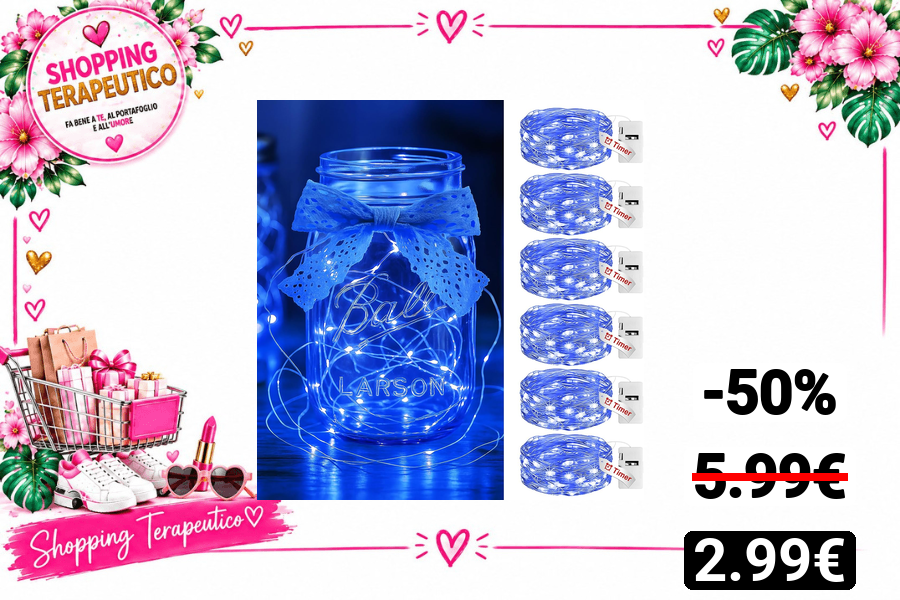 SHOPPING
TERAPEUTICO
FA BENE A TE, AL PORTAFOGLIO
E ALL'UMORE
Ball
LARSON
Timer
Timer
Timer
Timer
Timer
Timer
-50%
5.99€
2.99€
Shopping Terapeutico